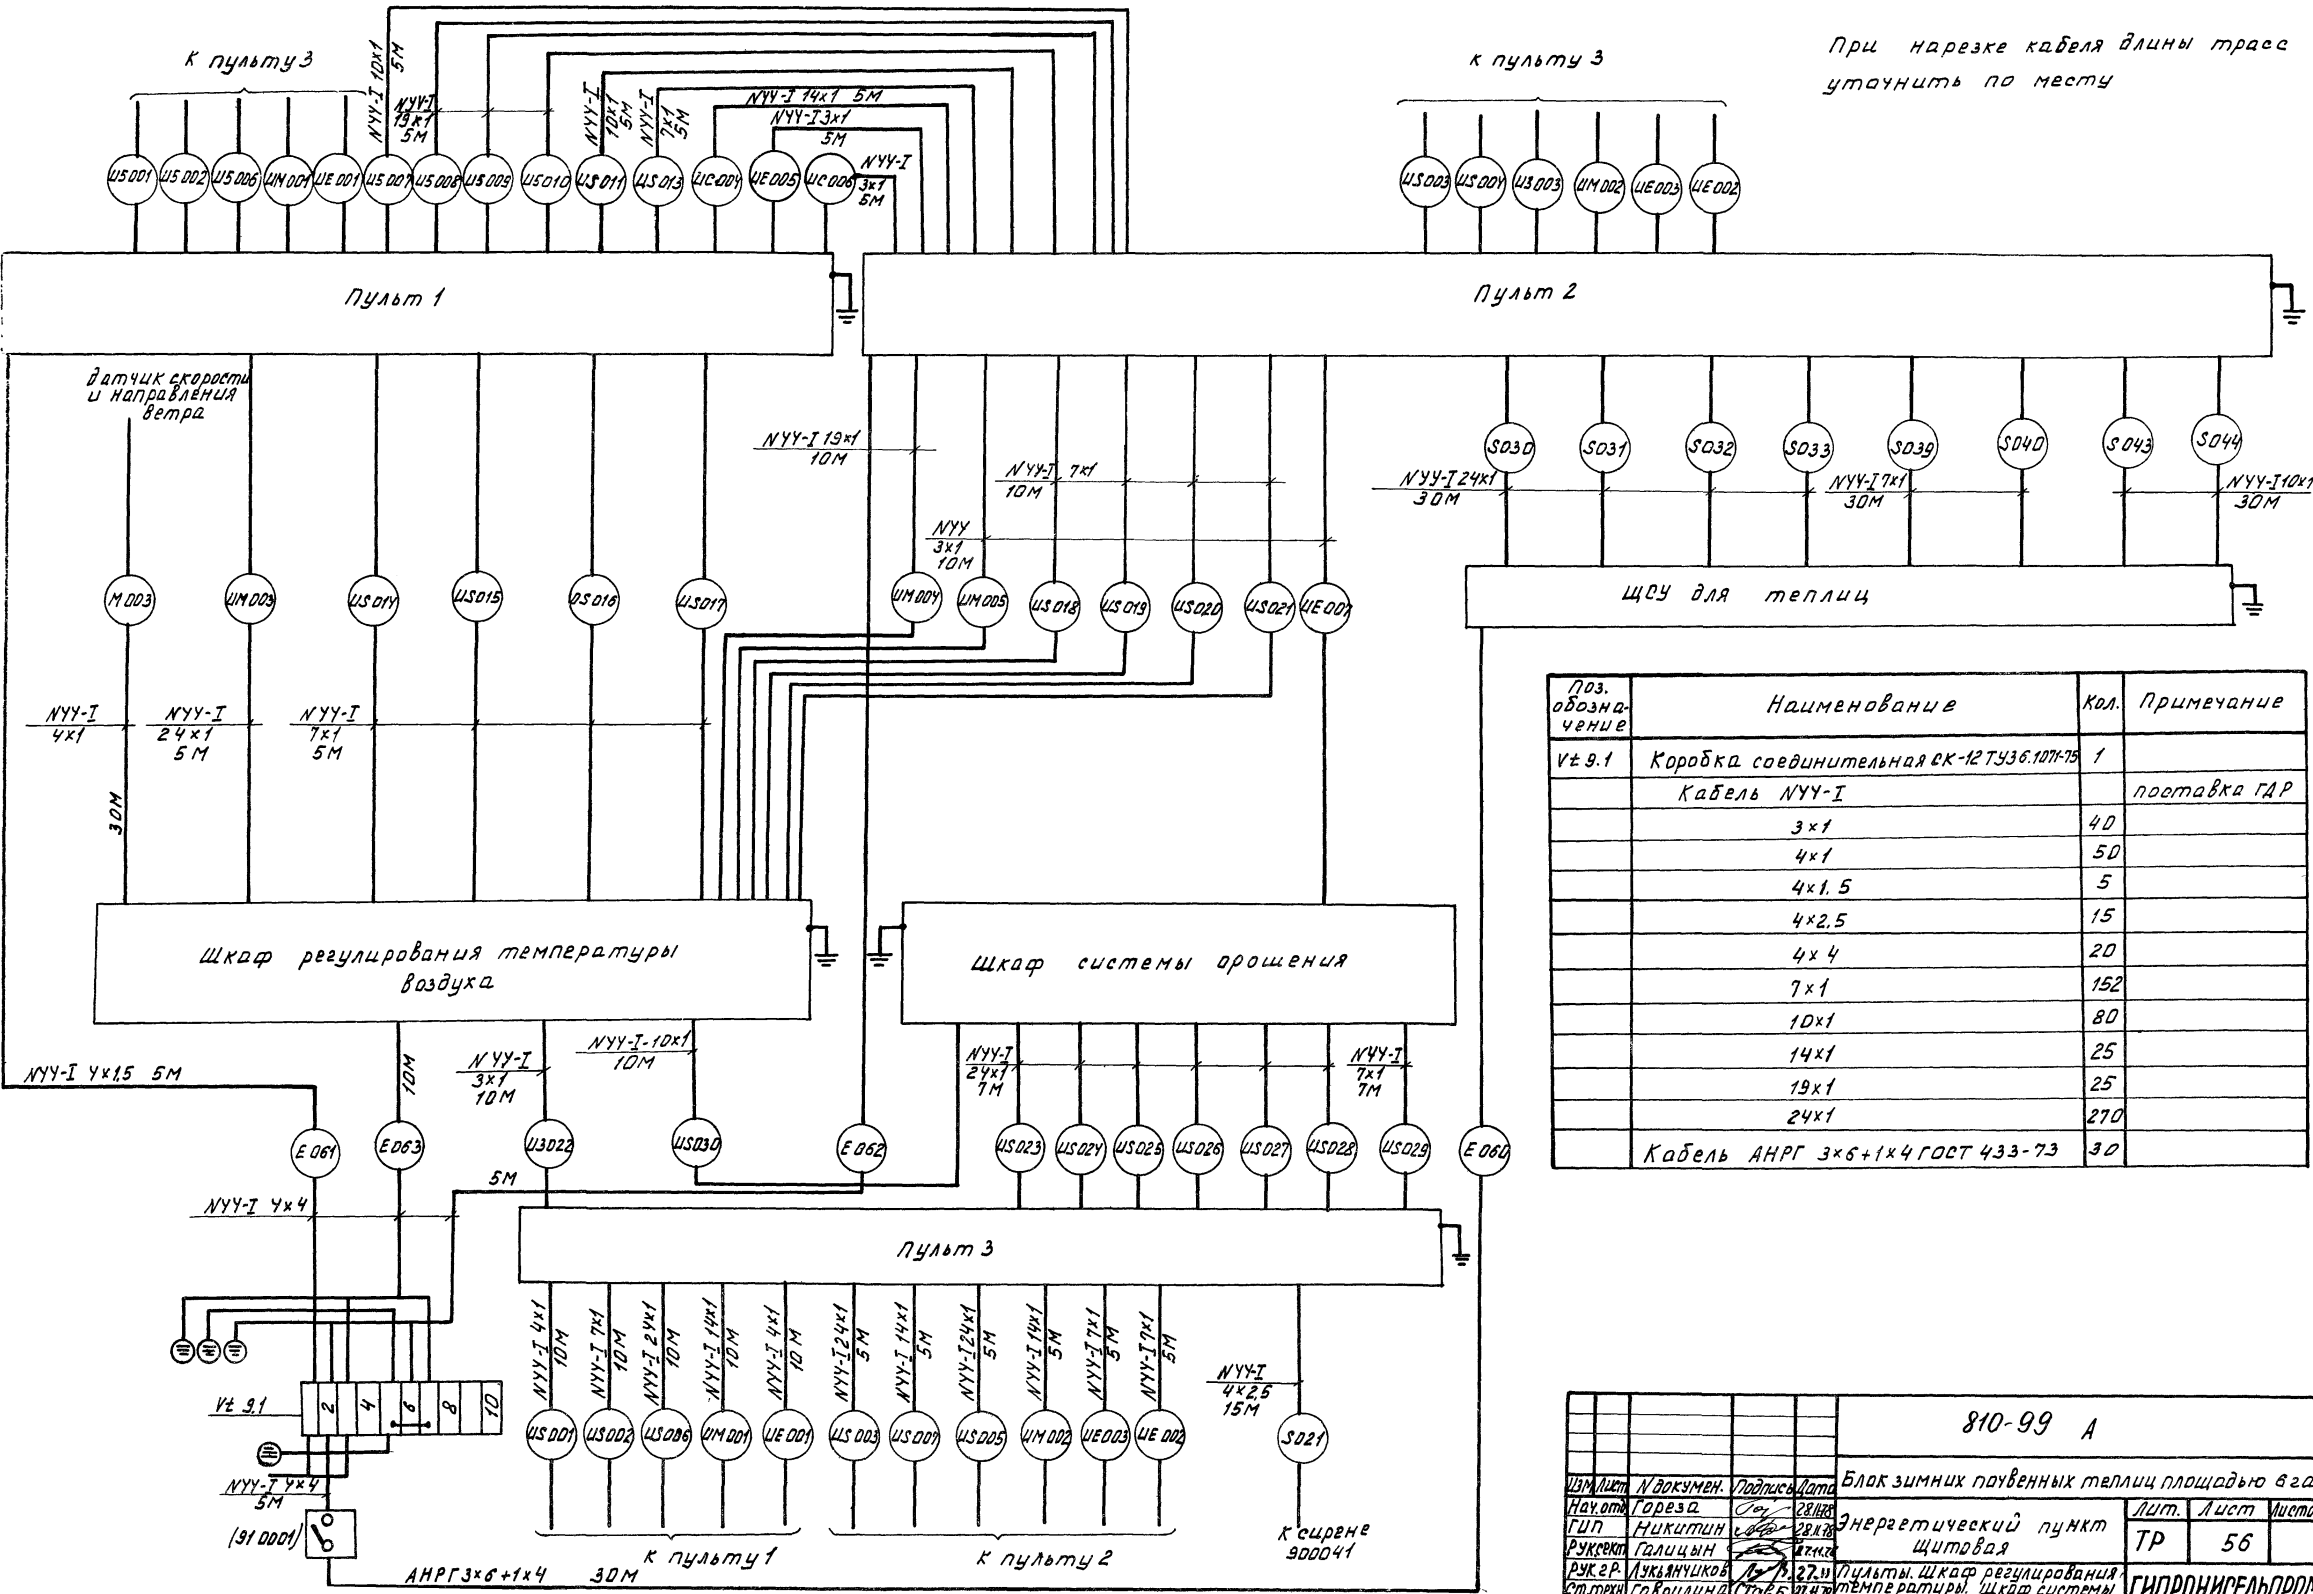 К пульту 3
NYY-I 10x1
5М
NYY-I
19x1
5М
NYY-I
10x1
5М
NYY-I
7x1
5М
NYY-I 14x1 5М
NYY-I 3x1
5М
NYY-I
3x1
5М
к пульту 3
При нарезке кабеля длины трасс
уточнить по месту
US001 US002 US006 UM001 UE001 US007 US008 US009 US010 US011 US013 UC004 UE005 UC006
US003 US004 U3003 UM002 UE003 UE002
Пульт 1
Пульт 2
датчик скорости
и направления
ветра
NYY-I 19x1
10М
NYY-I 7x1
10М
NYY
3x1
10М
S030 S031 S032 S033 S039 S040 S043 S044
NYY-I 24x1
30М
NYY-I 7x1
30М
NYY-I 10x1
30М
М003 UM003 US014 US015 DS016 US017 UM004 UM005 US018 US019 US020 US021 UE007
ЩСУ для теплиц
NYY-I
4x1
30М
NYY-I
24x1
5М
NYY-I
7x1
5М
Поз. обозна-чение Наименование Кол. Примечание
Vt 9.1 Коробка соединительная СК-12 ТУ36.1071-75 1
Кабель NYY-I поставка ГДР
3x1 40
4x1 50
4x1.5 5
4x2,5 15
4x4 20
7x1 152
10x1 80
14x1 25
19x1 25
24x1 270
Кабель АНРГ 3x6+1x4 ГОСТ 433-73 30
Шкаф регулирования температуры
воздуха
Шкаф системы орошения
NYY-I 4x1,5 5М
10М
NYY-I
3x1
10М
NYY-I-10x1
10М
NYY-I
24x1
7М
NYY-I
7x1
7М
E061 E063 U3022 US030 E062 US023 US024 US025 US026 US027 US028 US029 E060
5М
NYY-I 4x4
Пульт 3
NYY-I 4x1
10М
NYY-I 7x1
10М
NYY-I 24x1
10М
NYY-I 14x1
10М
NYY-I 4x1
10М
NYY-I 24x1
5М
NYY-I 14x1
5М
NYY-I 24x1
5М
NYY-I 14x1
5М
NYY-I 7x1
5М
NYY-I 7x1
5М
NYY-I
4x2,5
15М
Vt 9.1
2 4 6 8 10
US001 US002 US006 UM001 UE001 US003 US007 US005 UM002 UE003 UE002 S021
NYY-I 4x4
5М
(91 0001)
К пульту 1
К пульту 2
К сирене
900041
АНРГ 3x6+1x4 30М
810-99 А
Изм Лист N докумен. Подпись Дата
Блок зимних почвенных теплиц площадью 6 га
Нач.отд Гореза 28.11.78
ГИП Никитин 28.11.78
Рук.сект Галицын
Рук.гр. Лукьянчиков
Энергетический пункт
щитовая
Лит. Лист
ТР 56
Пульты. Шкаф регулирования
температуры. Шкаф системы
ГИПРОНИСЕЛЬПРОМ